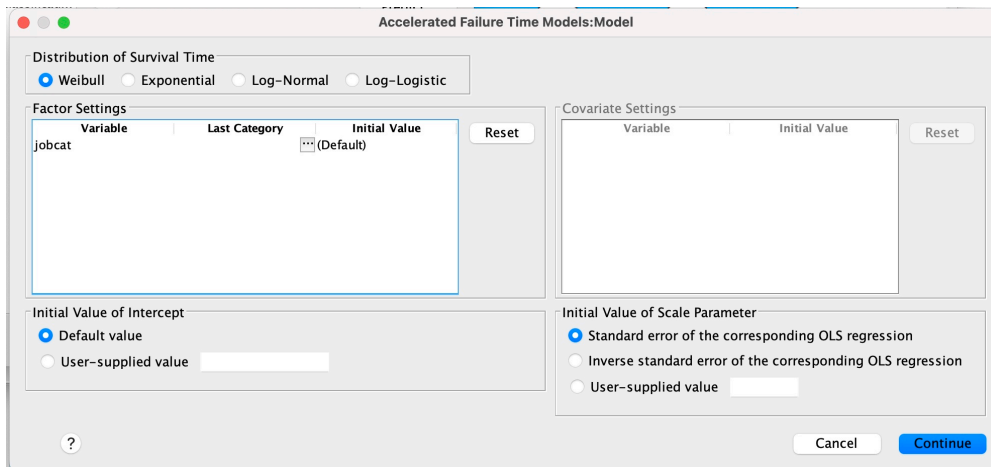 Accelerated Failure Time Models:Model
Distribution of Survival Time
Weibull Exponential Log-Normal Log-Logistic
Factor Settings
Variable Last Category Initial Value
jobcat ... (Default)
Reset
Covariate Settings
Variable Initial Value
Reset
Initial Value of Intercept
Default value
User-supplied value
Initial Value of Scale Parameter
Standard error of the corresponding OLS regression
Inverse standard error of the corresponding OLS regression
User-supplied value
? Cancel Continue